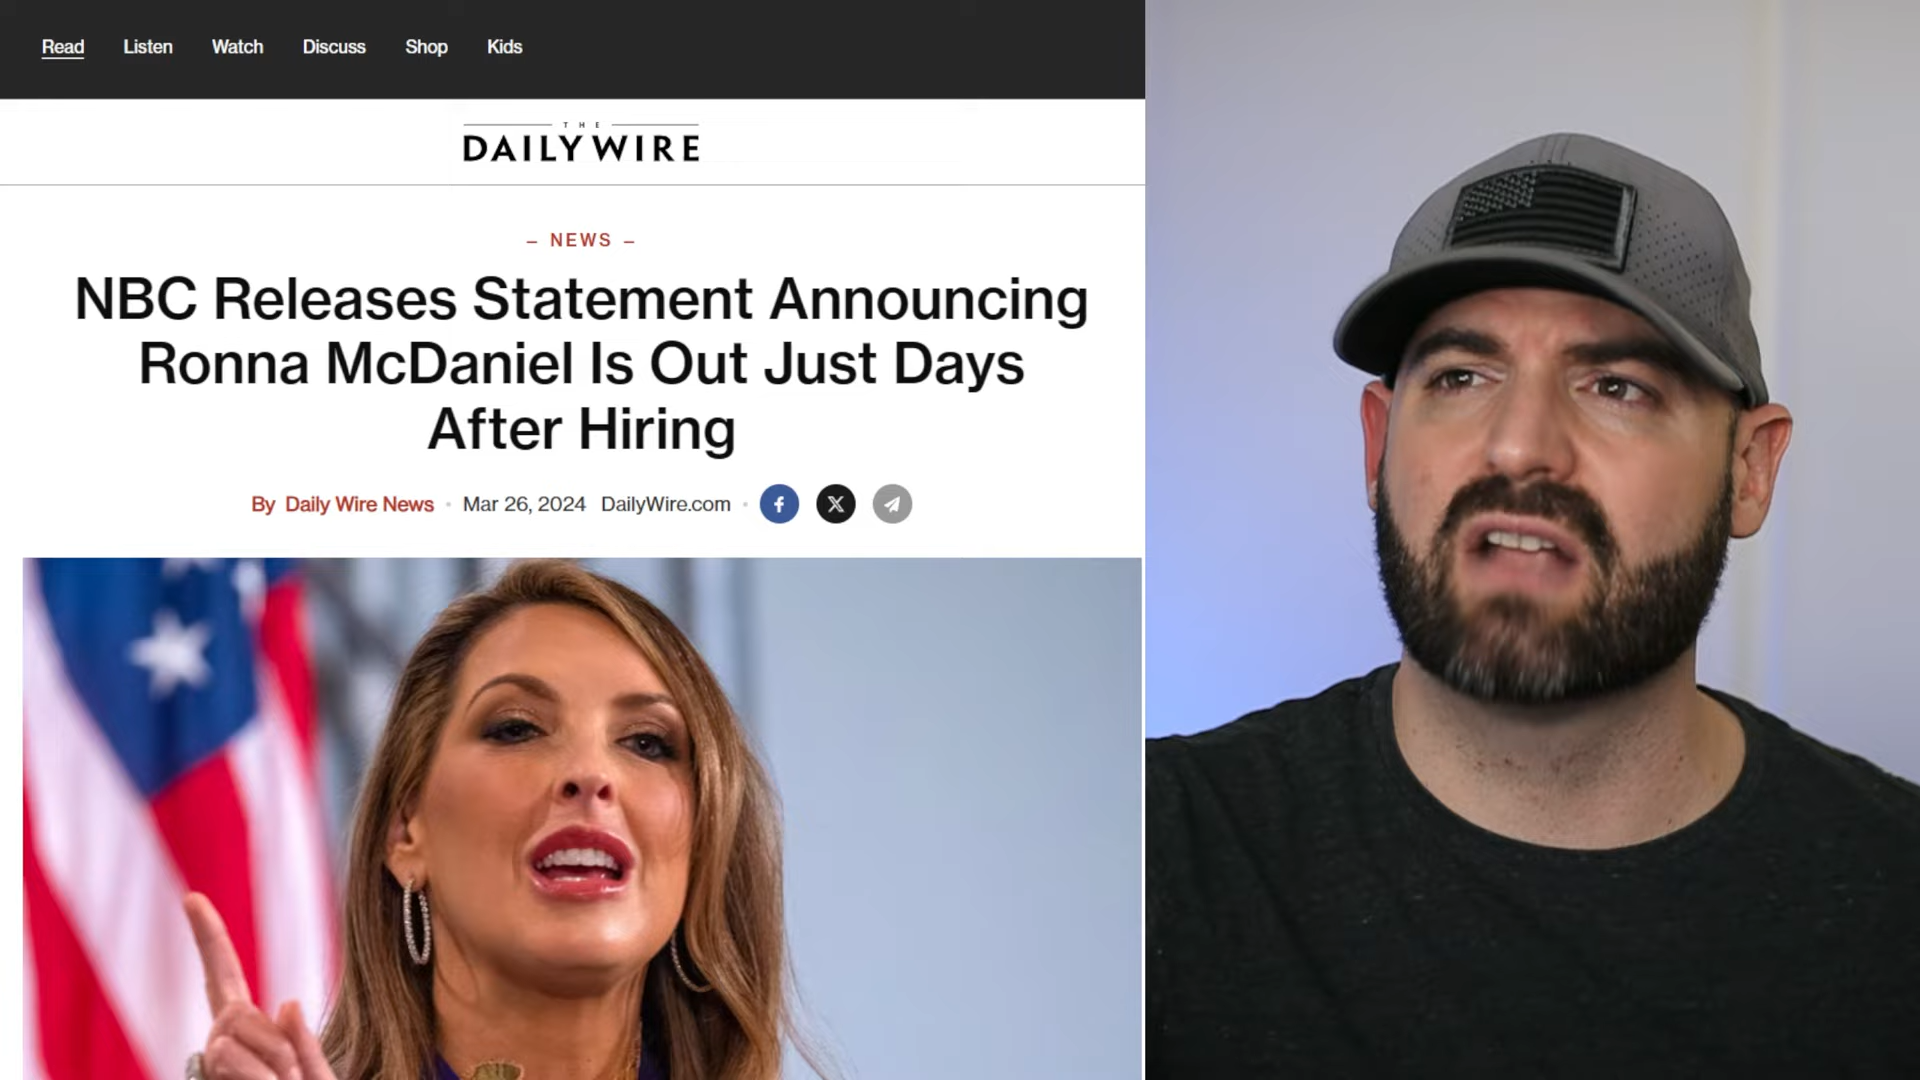 Read Listen Watch Discuss Shop Kids
THE
DAILY WIRE
– NEWS –
NBC Releases Statement Announcing
Ronna McDaniel Is Out Just Days
After Hiring
By Daily Wire News • Mar 26, 2024 DailyWire.com •